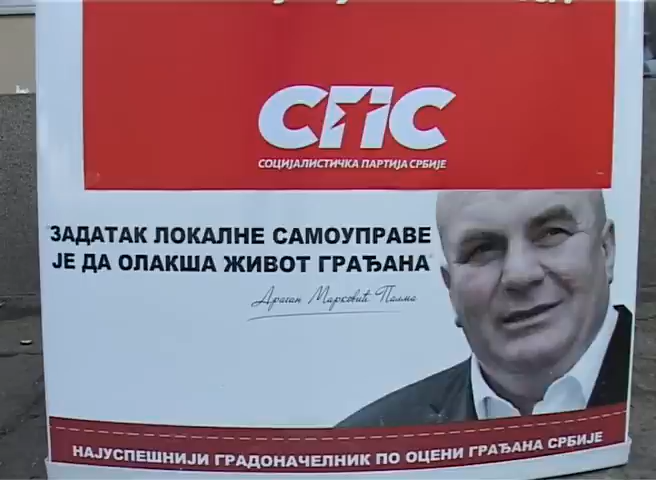 СПС
СОЦИЈАЛИСТИЧКА ПАРТИЈА СРБИЈЕ
ЗАДАТАК ЛОКАЛНЕ САМОУПРАВЕ
ЈЕ ДА ОЛАКША ЖИВОТ ГРАЂАНА
Драган Марковић Палма
НАЈУСПЕШНИЈИ ГРАДОНАЧЕЛНИК ПО ОЦЕНИ ГРАЂАНА СРБИЈЕ